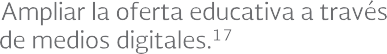 Ampliar la oferta educativa a través
de medios digitales.¹⁷